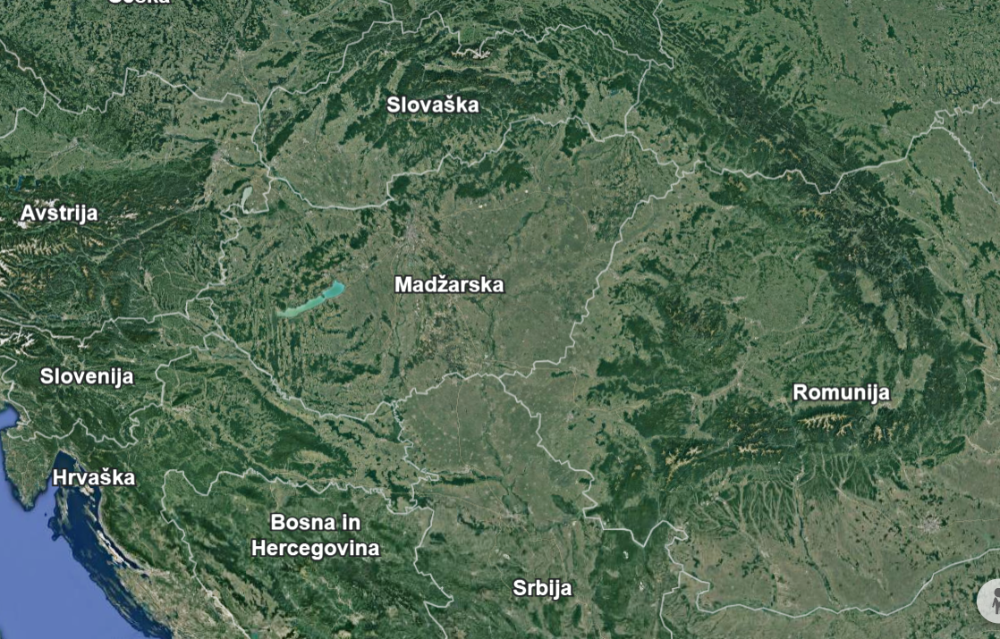 Slovaška
Avstrija
Madžarska
Slovenija
Romunija
Hrvaška
Bosna in
Hercegovina
Srbija